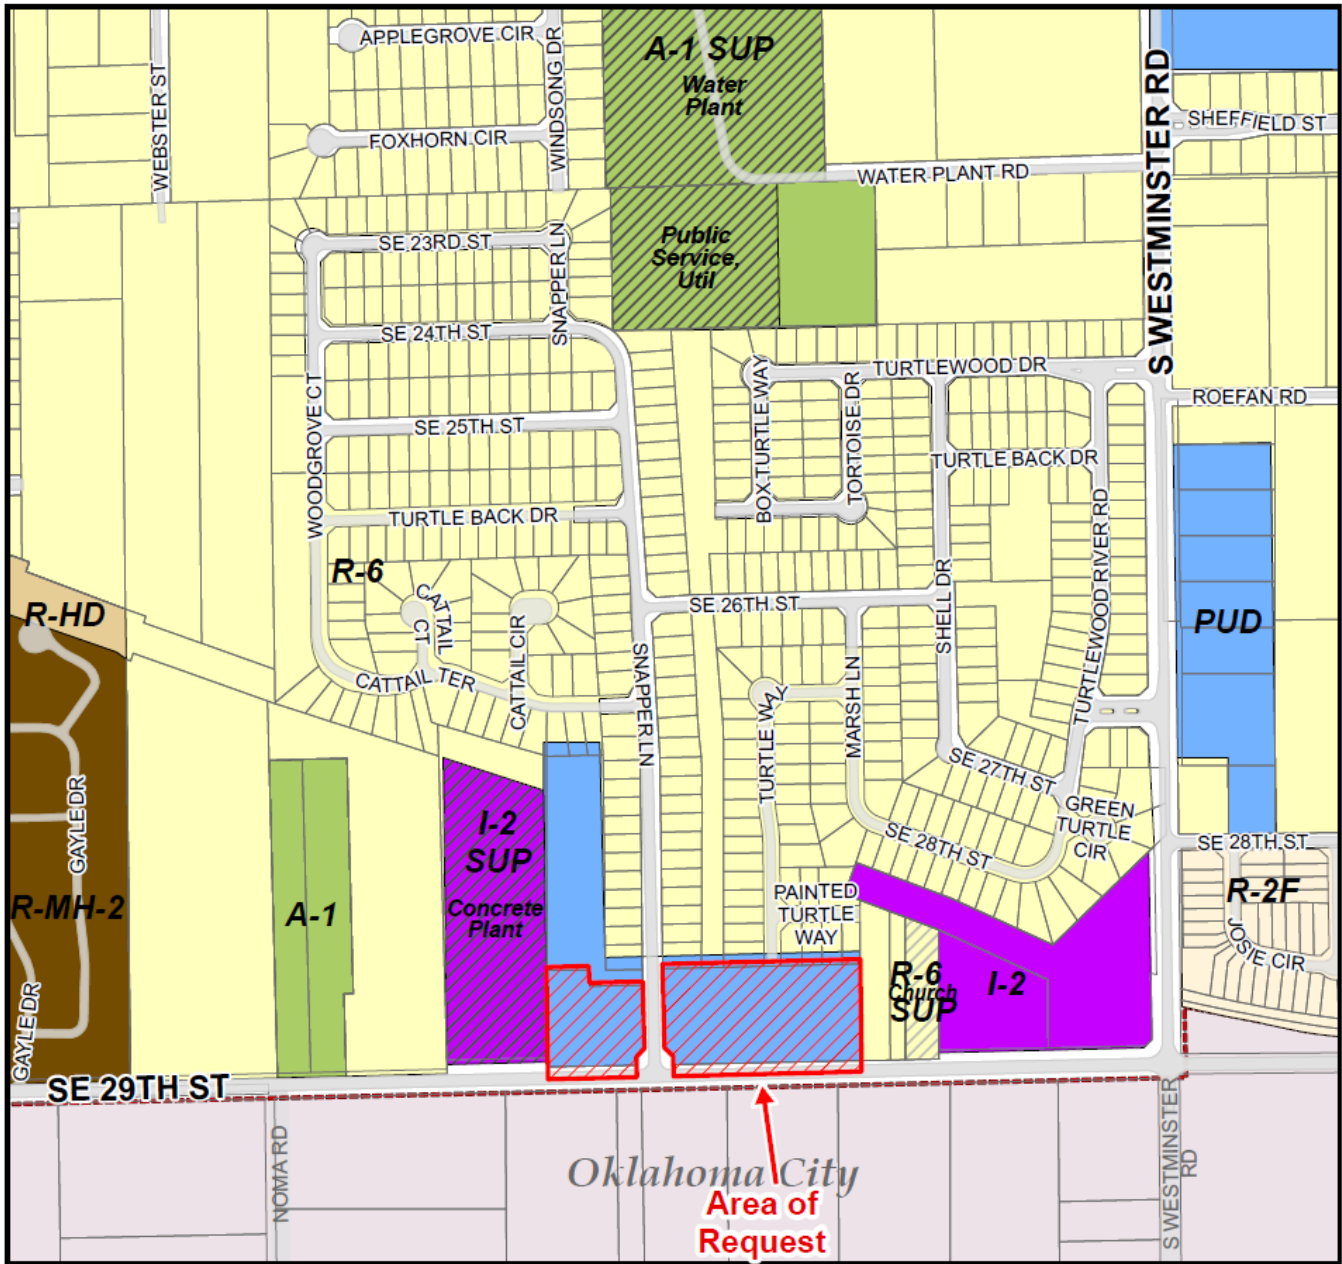 APPLEGROVE CIR
WINDSONG DR
A-1 SUP
Water
Plant
S WESTMINSTER RD
WEBSTER ST
FOXHORN CIR
SHEFFIELD ST
WATER PLANT RD
SE 23RD ST
SNAPPER LN
Public
Service,
Util
SE 24TH ST
WOODGROVE CT
BOX TURTLE WAY
TORTOISE DR
TURTLEWOOD DR
ROEFAN RD
SE 25TH ST
TURTLE BACK DR
TURTLE BACK DR
TURTLEWOOD RIVER RD
R-6
CATTAIL
CT
CATTAIL CIR
SE 26TH ST
SHELL DR
R-HD
PUD
CATTAIL TER
SNAPPER LN
TURTLE WAY
MARSH LN
SE 27TH ST
GAYLE DR
GREEN
TURTLE
CIR
I-2
SUP
SE 28TH ST
SE 28TH ST
R-MH-2
A-1
Concrete
Plant
PAINTED
TURTLE
WAY
R-2F
JOSIE CIR
R-6
Church
SUP
I-2
GAYLE DR
SE 29TH ST
NOMA RD
S WESTMINSTER
RD
Oklahoma City
Area of
Request